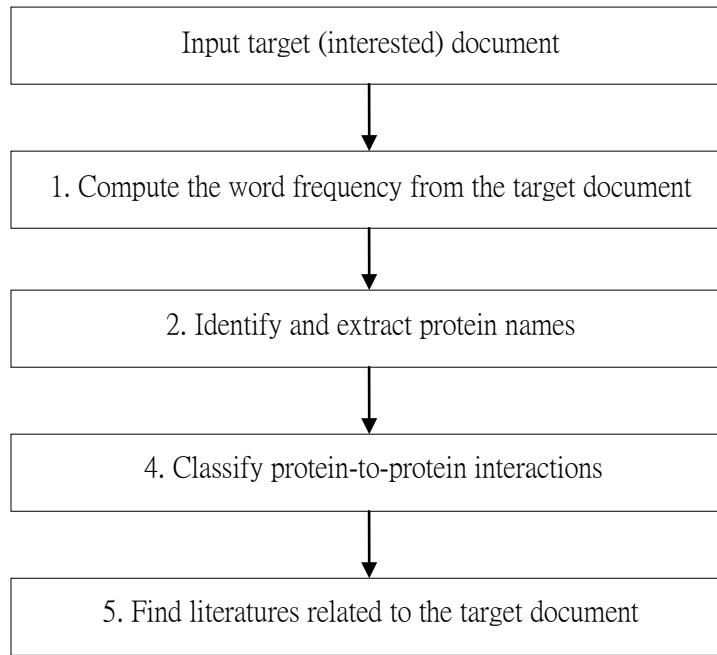 Input target (interested) document
1. Compute the word frequency from the target document
2. Identify and extract protein names
4. Classify protein-to-protein interactions
5. Find literatures related to the target document